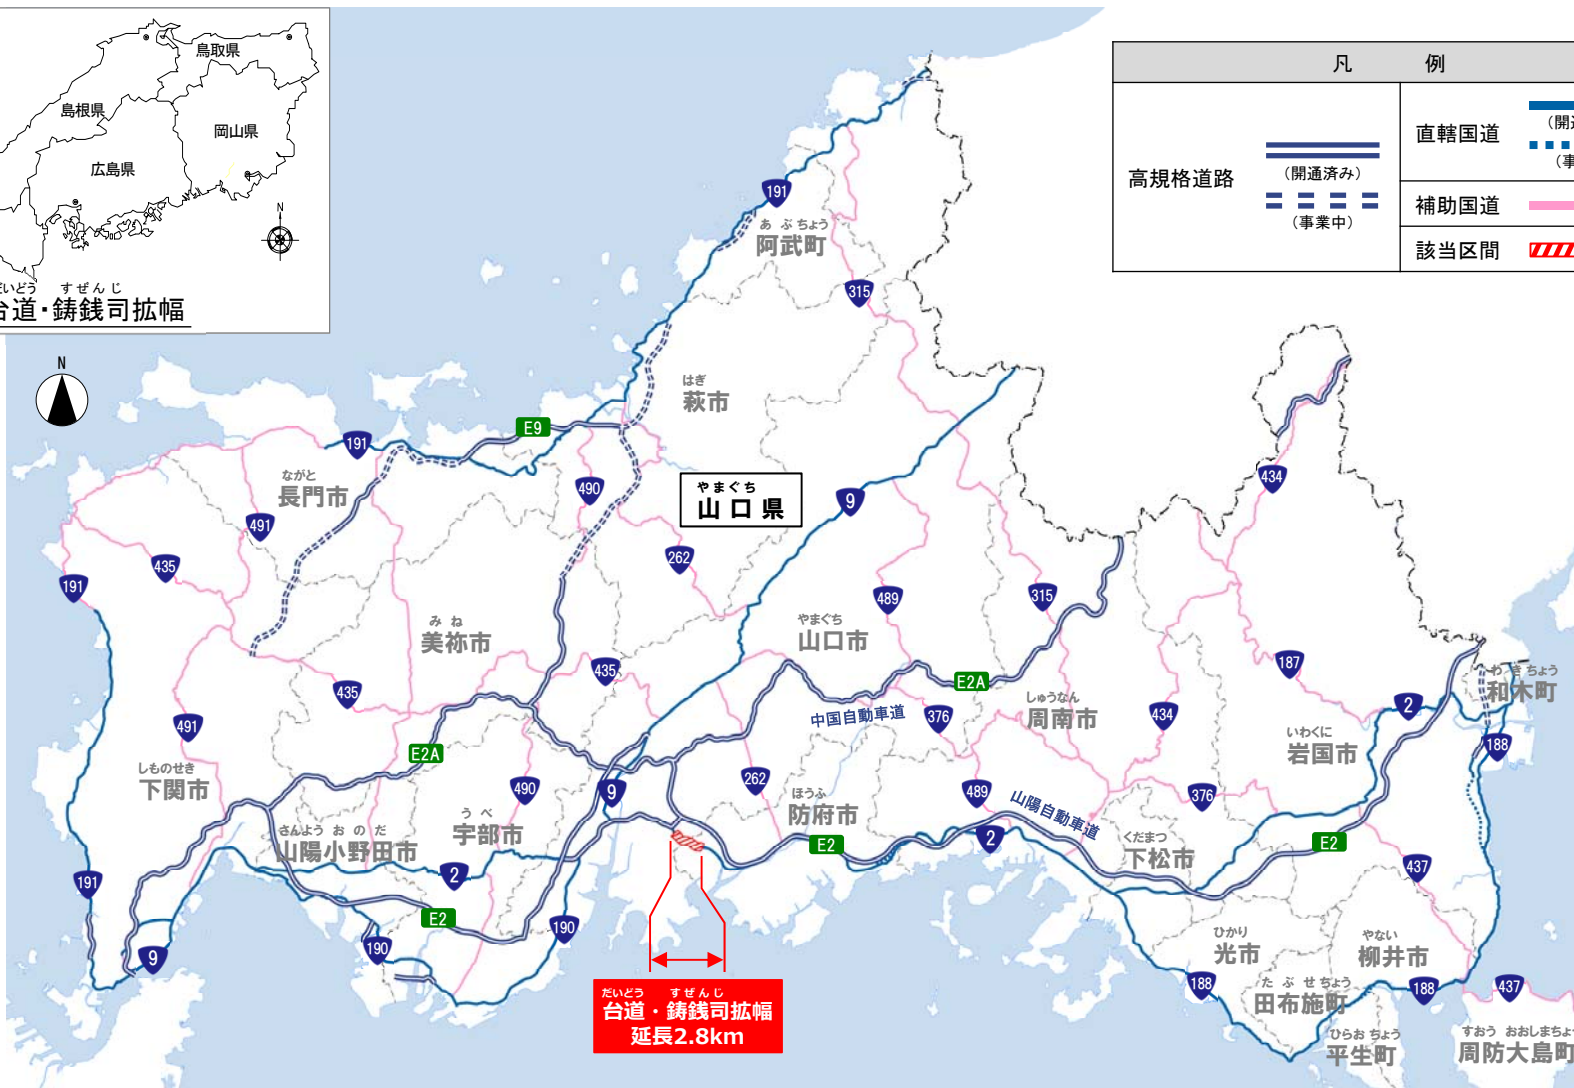 鳥取県
島根県
岡山県
広島県
N
だいどう すぜんじ
台道・鋳銭司拡幅
凡 例
高規格道路
(開通済み)
(事業中)
直轄国道
(開
(事
補助国道
該当区間
N
191
あぶちょう
阿武町
315
はぎ
萩市
E9
191
ながと
長門市
490
491
やまぐち
山口県
9
434
435
262
191
489
315
みね
美祢市
やまぐち
山口市
435
187
435
E2A
わきちょう
和木町
しゅうなん
周南市
中国自動車道
376
434
2
491
いわくに
岩国市
188
E2A
しものせき
下関市
262
490
9
489
376
ほうふ
防府市
山陽自動車道
うべ
宇部市
さんようおのだ
山陽小野田市
E2
2
くだまつ
下松市
E2
437
191
2
E2
190
190
ひかり
光市
やない
柳井市
9
188
たぶせちょう
田布施町
188
437
だいどう すぜんじ
台道・鋳銭司拡幅
延長2.8km
ひらおちょう
平生町
すおうおおしまちょ
周防大島町